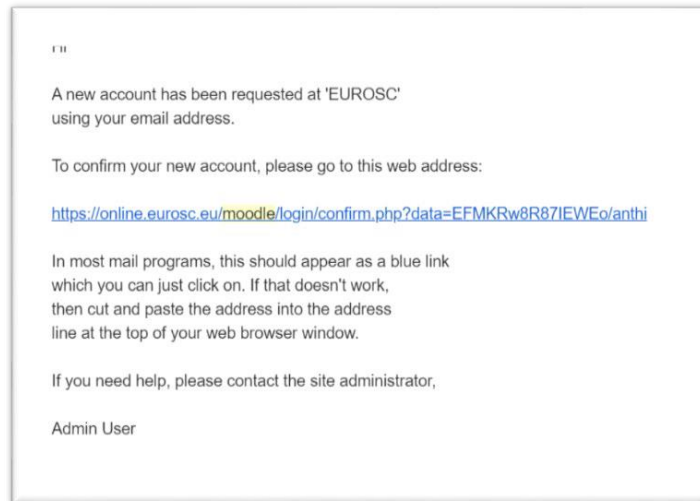 A new account has been requested at 'EUROSC'
using your email address.
To confirm your new account, please go to this web address:
https://online.eurosc.eu/moodle/login/confirm.php?data=EFMKRw8R87IEWEo/anthi
In most mail programs, this should appear as a blue link
which you can just click on. If that doesn't work,
then cut and paste the address into the address
line at the top of your web browser window.
If you need help, please contact the site administrator,
Admin User